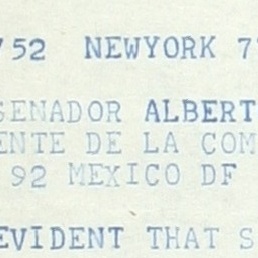 752 NEWYORK 7
SENADOR ALBERT
ENTE DE LA COM
92 MEXICO DF
EVIDENT THAT S